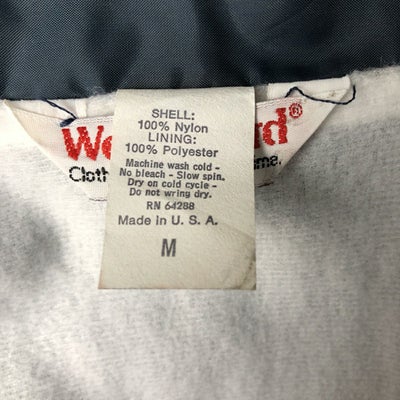 SHELL:
100% Nylon
LINING:
100% Polyester
Machine wash cold -
No bleach - Slow spin.
Dry on cold cycle -
Do not wring dry.
RN 64288
Made in U. S. A.
M